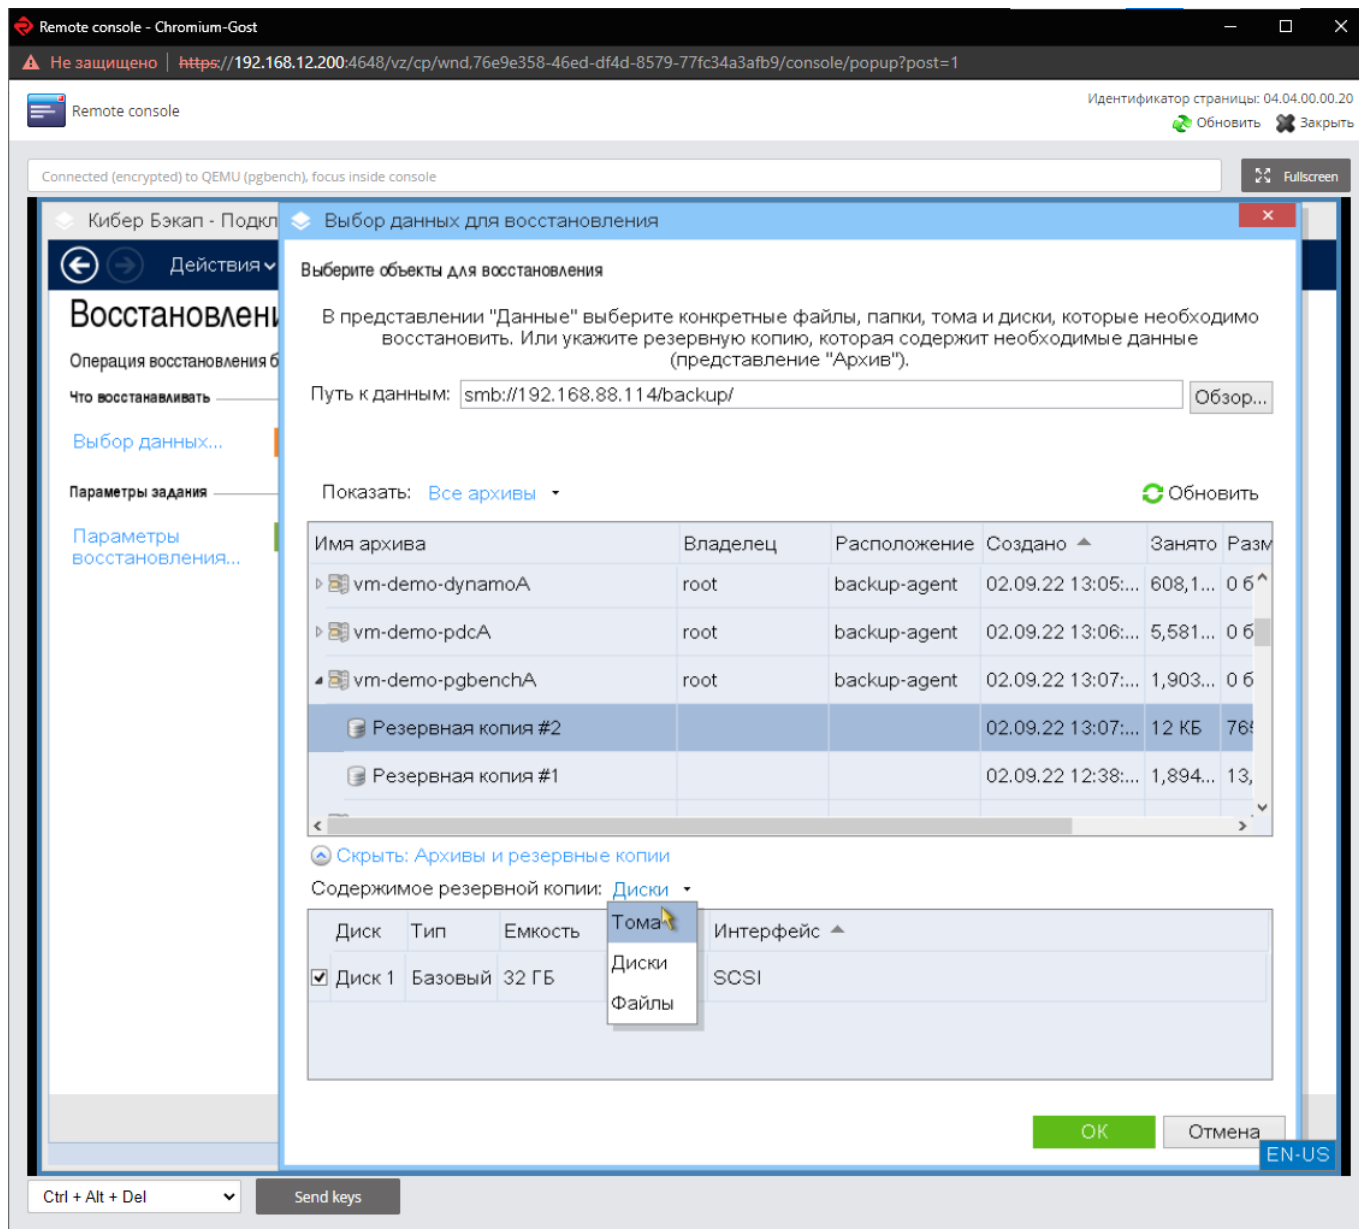 Remote console - Chromium-Gost
Не защищено | https://192.168.12.200:4648/vz/cp/wnd,76e9e358-46ed-df4d-8579-77fc34a3afb9/console/popup?post=1
Remote console
Идентификатор страницы: 04.04.00.00.20
Обновить Закрыть
Connected (encrypted) to QEMU (pgbench), focus inside console
Fullscreen
Кибер Бэкап - Подкл
Выбор данных для восстановления
Действия
Выберите объекты для восстановления
В представлении "Данные" выберите конкретные файлы, папки, тома и диски, которые необходимо
восстановить. Или укажите резервную копию, которая содержит необходимые данные
(представление "Архив").
Восстановлени
Операция восстановления б
Что восстанавливать
Выбор данных...
Параметры задания
Параметры
восстановления...
Путь к данным: smb://192.168.88.114/backup/ Обзор...
Показать: Все архивы Обновить
Имя архива Владелец Расположение Создано Занято Разм
vm-demo-dynamoA root backup-agent 02.09.22 13:05:... 608,1... 0 б
vm-demo-pdcA root backup-agent 02.09.22 13:06:... 5,581... 0 б
vm-demo-pgbenchA root backup-agent 02.09.22 13:07:... 1,903... 0 б
Резервная копия #2 02.09.22 13:07:... 12 КБ
Резервная копия #1 02.09.22 12:38:... 1,894... 13,
Скрыть: Архивы и резервные копии
Содержимое резервной копии: Диски
Тома
Диски
Файлы
Диск Тип Емкость Интерфейс
Диск 1 Базовый 32 ГБ SCSI
OK Отмена
EN-US
Ctrl + Alt + Del Send keys